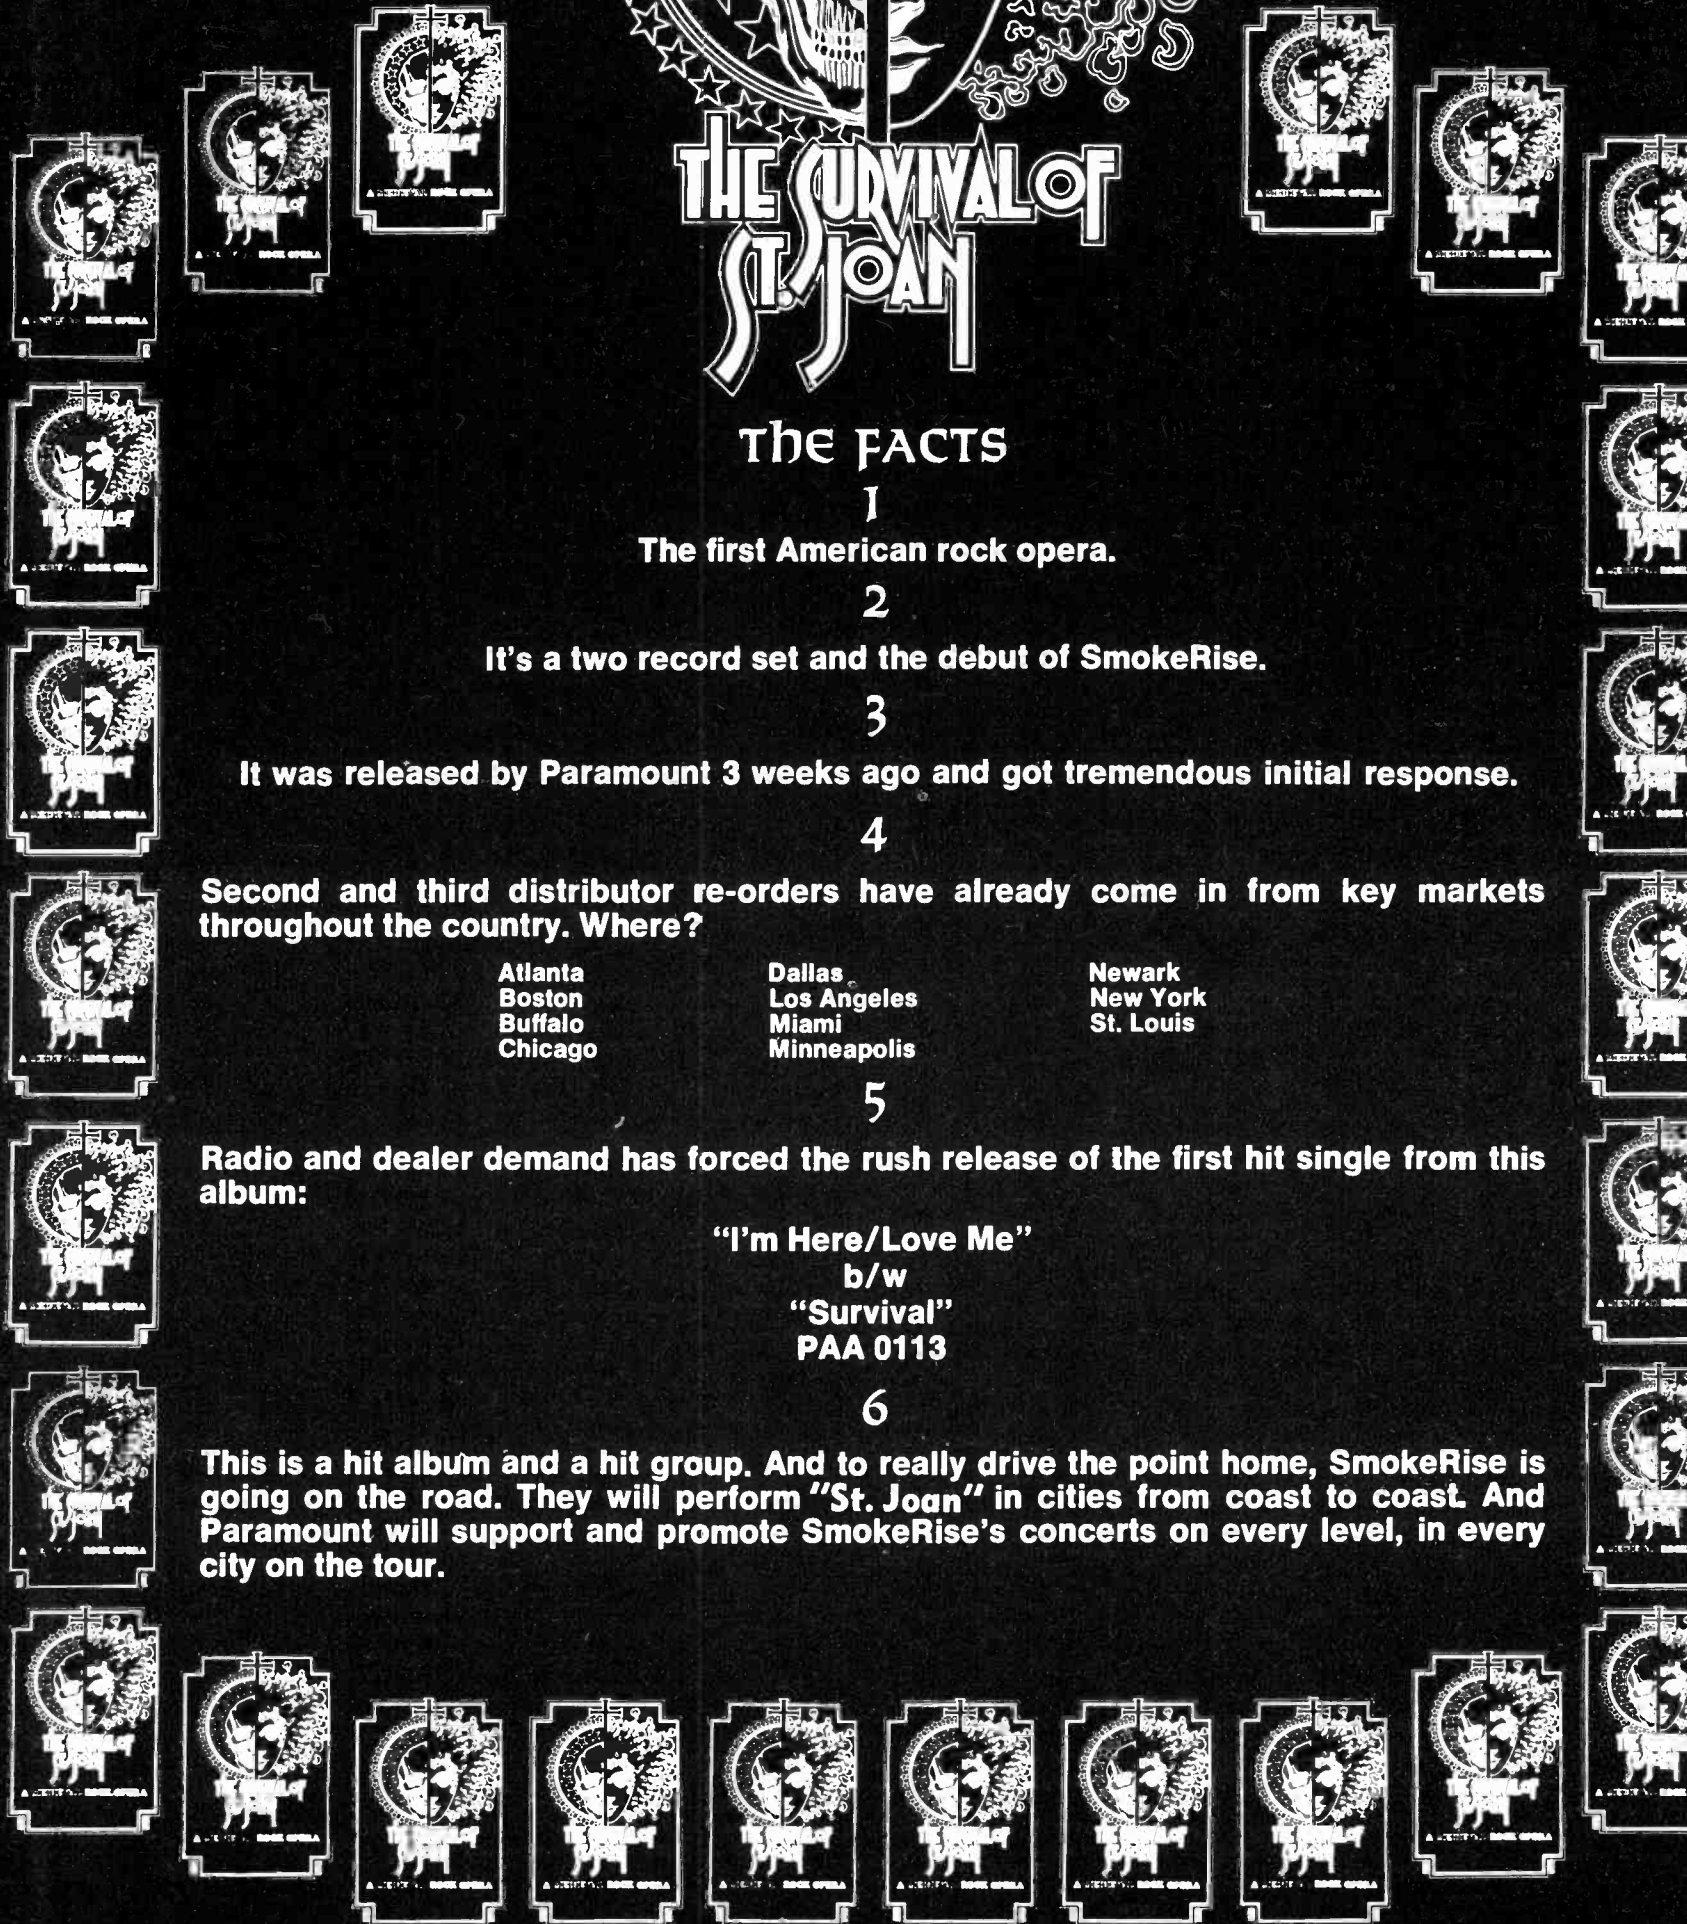 THE SURVIVAL OF
ST. JOAN
The FACTS
1
The first American rock opera.
2
It's a two record set and the debut of SmokeRise.
3
It was released by Paramount 3 weeks ago and got tremendous initial response.
4
Second and third distributor re-orders have already come in from key markets
throughout the country. Where?
Atlanta
Boston
Buffalo
Chicago
Dallas
Los Angeles
Miami
Minneapolis
Newark
New York
St. Louis
5
Radio and dealer demand has forced the rush release of the first hit single from this
album:
“I'm Here/Love Me”
b/w
“Survival”
PAA 0113
6
This is a hit album and a hit group. And to really drive the point home, SmokeRise is
going on the road. They will perform "St. Joan" in cities from coast to coast. And
Paramount will support and promote SmokeRise's concerts on every level, in every
city on the tour.